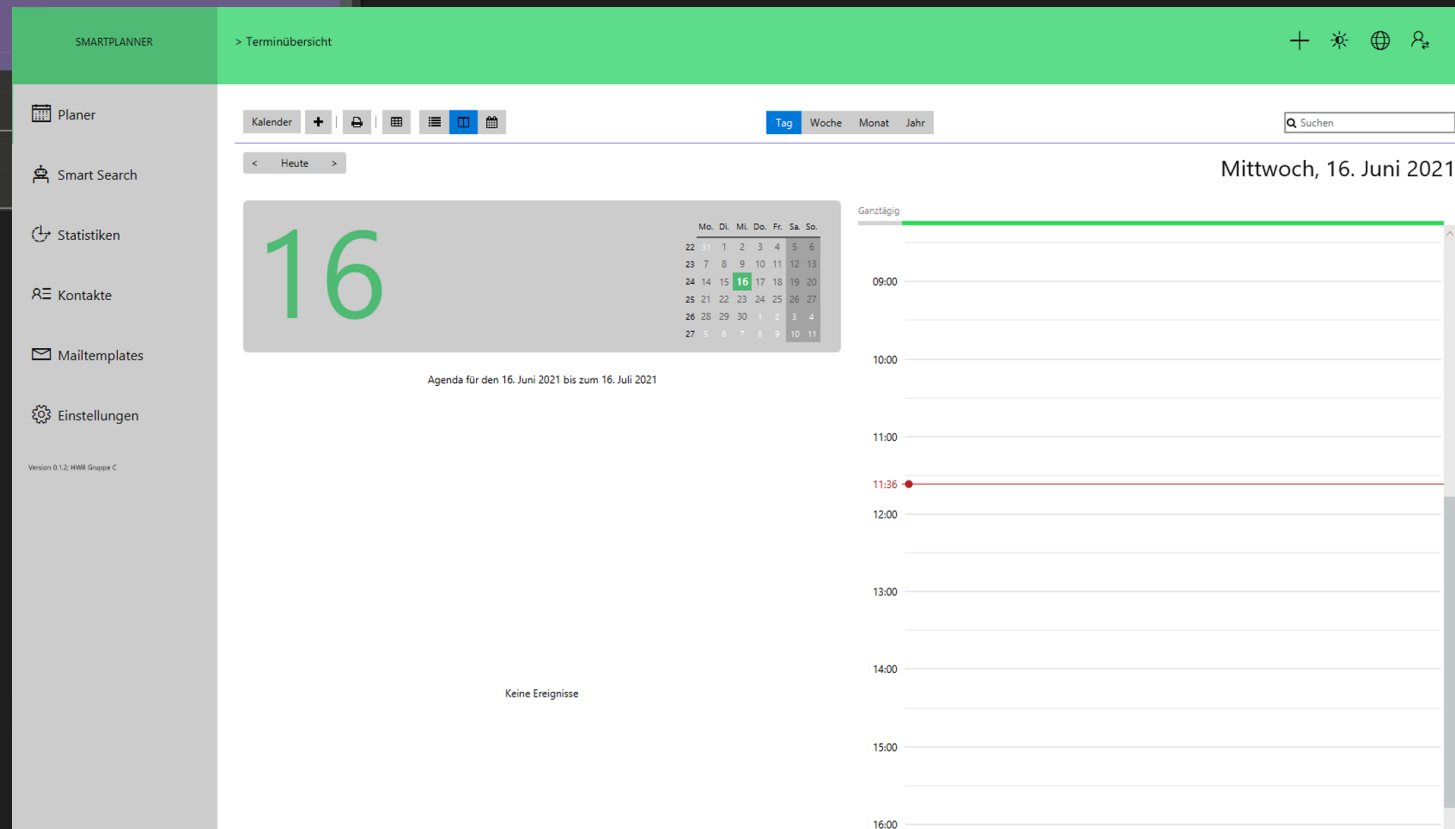 SMARTPLANNER
> Terminübersicht
Planer
Smart Search
Statistiken
Kontakte
Mailtemplates
Einstellungen
Version 0.1.2; HWR Gruppe C
Kalender
Tag Woche Monat Jahr
Suchen
< Heute >
Mittwoch, 16. Juni 2021
16
Mo. Di. Mi. Do. Fr. Sa. So.
22 31 1 2 3 4 5 6
23 7 8 9 10 11 12 13
24 14 15 16 17 18 19 20
25 21 22 23 24 25 26 27
26 28 29 30 1 2 3 4
27 5 6 7 8 9 10 11
Agenda für den 16. Juni 2021 bis zum 16. Juli 2021
Keine Ereignisse
Ganztägig
09:00
10:00
11:00
11:36
12:00
13:00
14:00
15:00
16:00